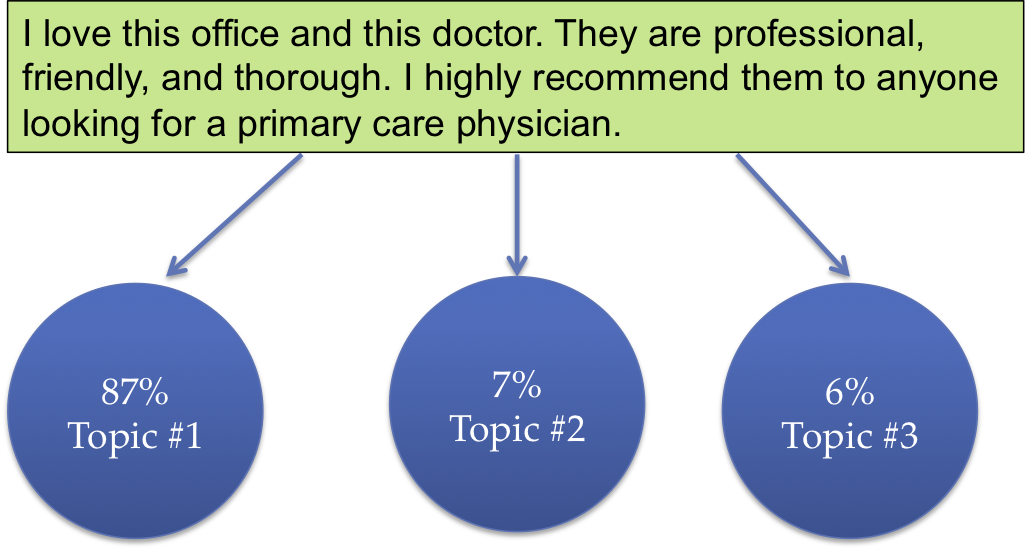 I love this office and this doctor. They are professional,
friendly, and thorough. I highly recommend them to anyone
looking for a primary care physician.
87%
Topic #1
7%
Topic #2
6%
Topic #3